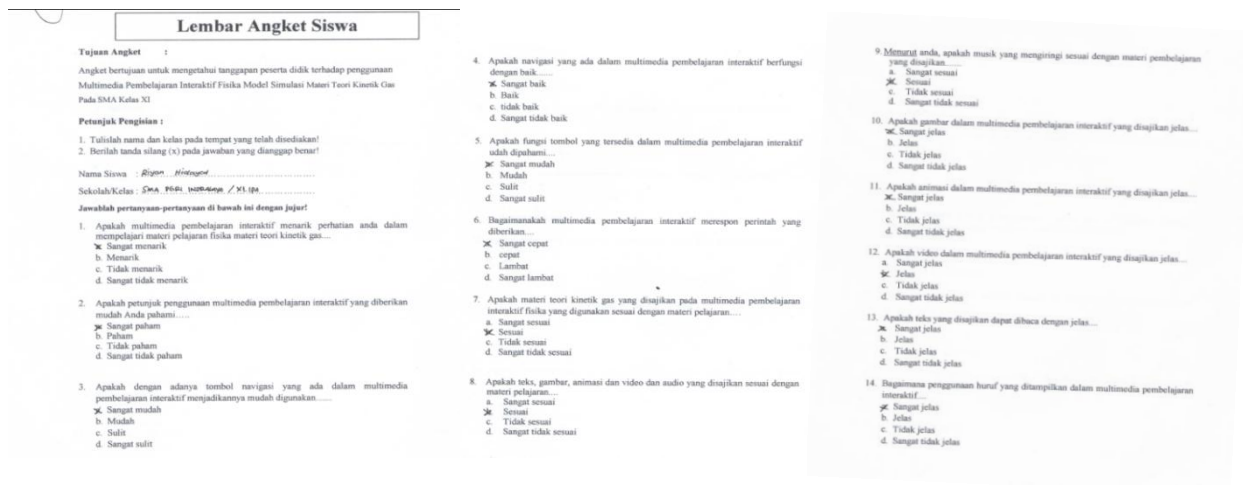 Lembar Angket Siswa
Tujuan Angket :
Angket bertujuan untuk mengetahui tanggapan peserta didik terhadap penggunaan
Multimedia Pembelajaran Interaktif Fisika Model Simulasi Materi Teori Kinetik Gas
Pada SMA Kelas XI
Petunjuk Pengisian :
1. Tulislah nama dan kelas pada tempat yang telah disediakan!
2. Berilah tanda silang (x) pada jawaban yang dianggap benar!
Nama Siswa :
Sekolah/Kelas : SMA PGRI INDRALAYA / XI.IPA
Jawablah pertanyaan-pertanyaan di bawah ini dengan jujur!
1. Apakah multimedia pembelajaran interaktif menarik perhatian anda dalam
mempelajari materi pelajaran fisika materi teori kinetik gas....
Sangat menarik
b. Menarik
c. Tidak menarik
d. Sangat tidak menarik
2. Apakah petunjuk penggunaan multimedia pembelajaran interaktif yang diberikan
mudah Anda pahami.....
Sangat paham
b. Paham
c. Tidak paham
d. Sangat tidak paham
3. Apakah dengan adanya tombol navigasi yang ada dalam multimedia
pembelajaran interaktif menjadikannya mudah digunakan......
Sangat mudah
b. Mudah
c. Sulit
d. Sangat sulit
4. Apakah navigasi yang ada dalam multimedia pembelajaran interaktif berfungsi
dengan baik......
Sangat baik
b. Baik
c. tidak baik
d. Sangat tidak baik
5. Apakah fungsi tombol yang tersedia dalam multimedia pembelajaran interaktif
udah dipahami....
Sangat mudah
b. Mudah
c. Sulit
d. Sangat sulit
6. Bagaimanakah multimedia pembelajaran interaktif merespon perintah yang
diberikan....
Sangat cepat
b. cepat
c. Lambat
d. Sangat lambat
7. Apakah materi teori kinetik gas yang disajikan pada multimedia pembelajaran
interaktif fisika yang digunakan sesuai dengan materi pelajaran....
a. Sangat sesuai
Sesuai
c. Tidak sesuai
d. Sangat tidak sesuai
8. Apakah teks, gambar, animasi dan video dan audio yang disajikan sesuai dengan
materi pelajaran....
a. Sangat sesuai
Sesuai
c. Tidak sesuai
d. Sangat tidak sesuai
9. Menurut anda, apakah musik yang mengiringi sesuai dengan materi pembelajaran
yang disajikan......
a. Sangat sesuai
Sesuai
c. Tidak sesuai
d. Sangat tidak sesuai
10. Apakah gambar dalam multimedia pembelajaran interaktif yang disajikan jelas....
Sangat jelas
b. Jelas
c. Tidak jelas
d. Sangat tidak jelas
11. Apakah animasi dalam multimedia pembelajaran interaktif yang disajikan jelas....
Sangat jelas
b. Jelas
c. Tidak jelas
d. Sangat tidak jelas
12. Apakah video dalam multimedia pembelajaran interaktif yang disajikan jelas....
a. Sangat jelas
Jelas
c. Tidak jelas
d. Sangat tidak jelas
13. Apakah teks yang disajikan dapat dibaca dengan jelas....
Sangat jelas
b. Jelas
c. Tidak jelas
d. Sangat tidak jelas
14. Bagaimana penggunaan huruf yang ditampilkan dalam multimedia pembelajaran
interaktif....
Sangat jelas
b. Jelas
c. Tidak jelas
d. Sangat tidak jelas